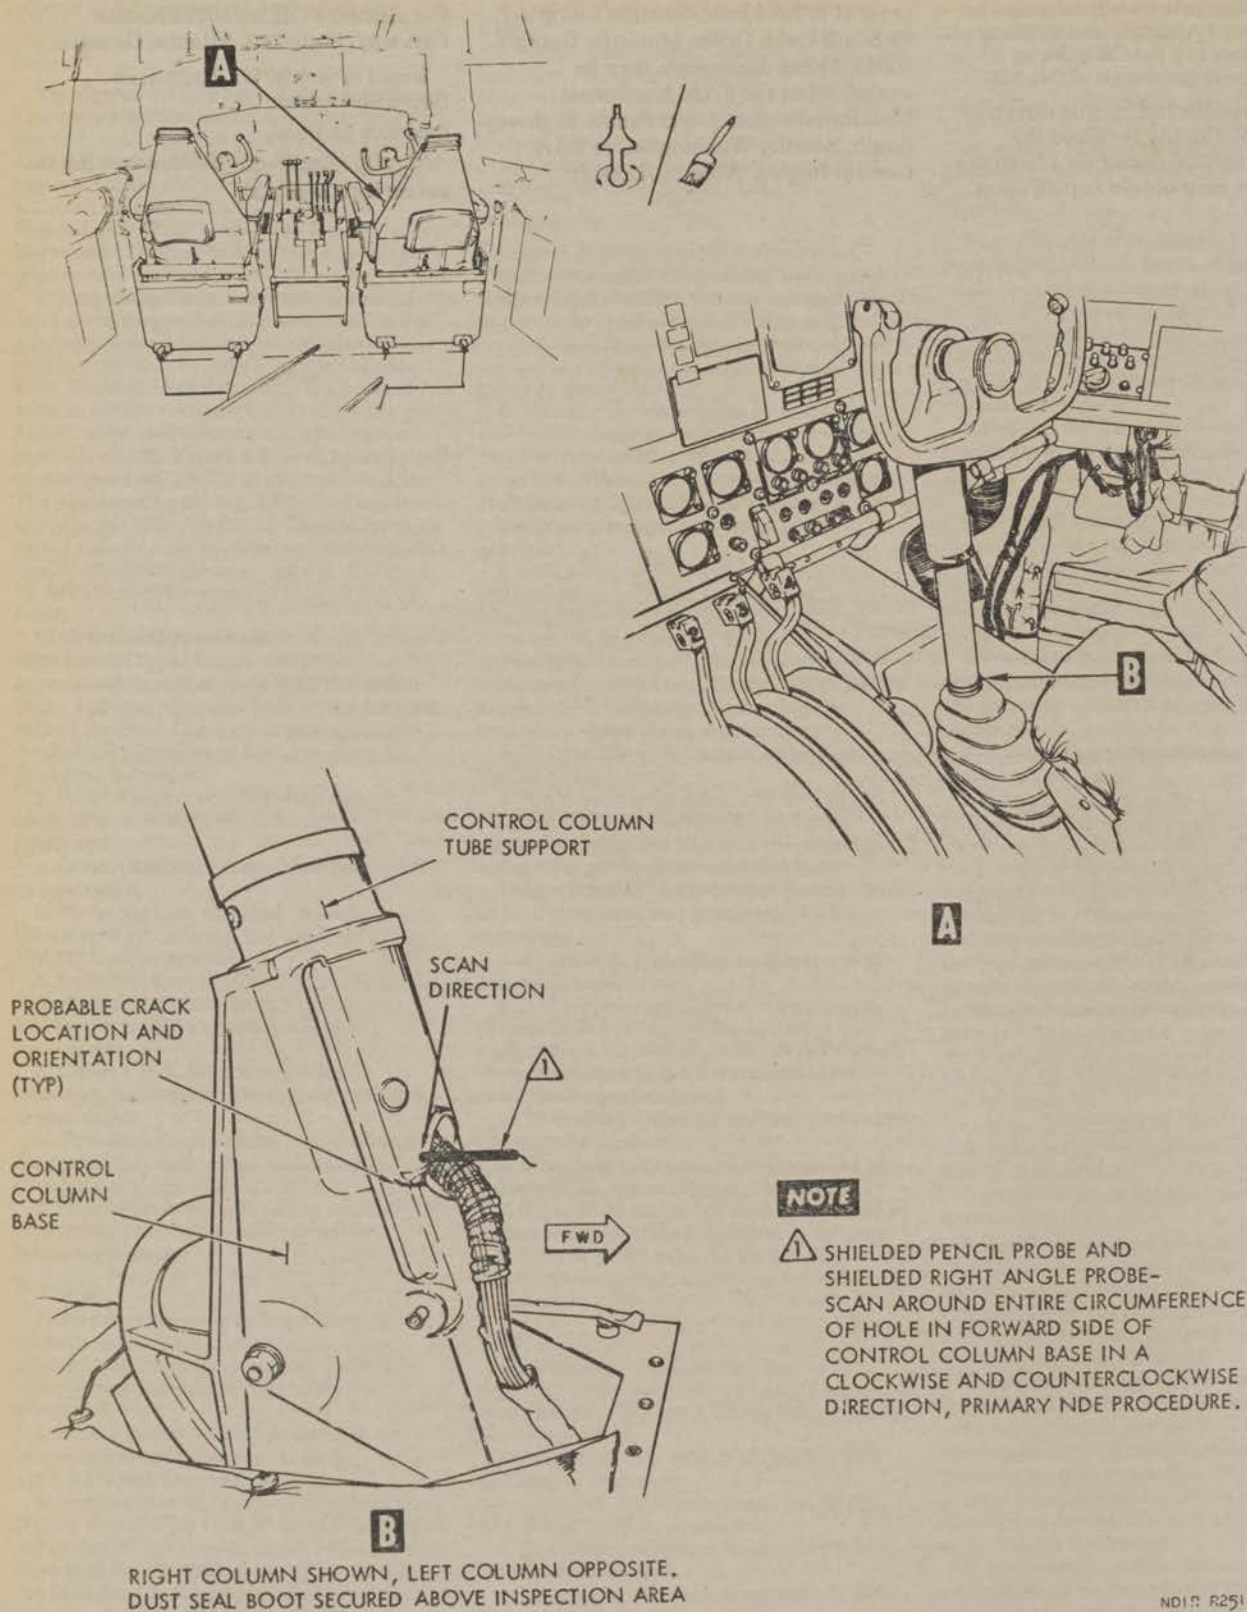 A
B
A
CONTROL COLUMN
TUBE SUPPORT
SCAN
DIRECTION
PROBABLE CRACK
LOCATION AND
ORIENTATION
(TYP)
1
CONTROL
COLUMN
BASE
FWD
NOTE
1 SHIELDED PENCIL PROBE AND
SHIELDED RIGHT ANGLE PROBE-
SCAN AROUND ENTIRE CIRCUMFERENCE
OF HOLE IN FORWARD SIDE OF
CONTROL COLUMN BASE IN A
CLOCKWISE AND COUNTERCLOCKWISE
DIRECTION, PRIMARY NDE PROCEDURE.
B
RIGHT COLUMN SHOWN, LEFT COLUMN OPPOSITE.
DUST SEAL BOOT SECURED ABOVE INSPECTION AREA